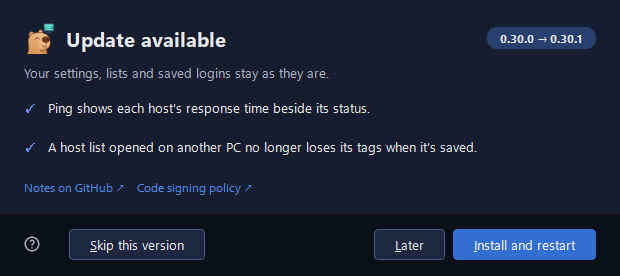 Update available
0.30.0 → 0.30.1
Your settings, lists and saved logins stay as they are.
✓ Ping shows each host's response time beside its status.
✓ A host list opened on another PC no longer loses its tags when it's saved.
Notes on GitHub ↗ Code signing policy ↗
? Skip this version Later Install and restart